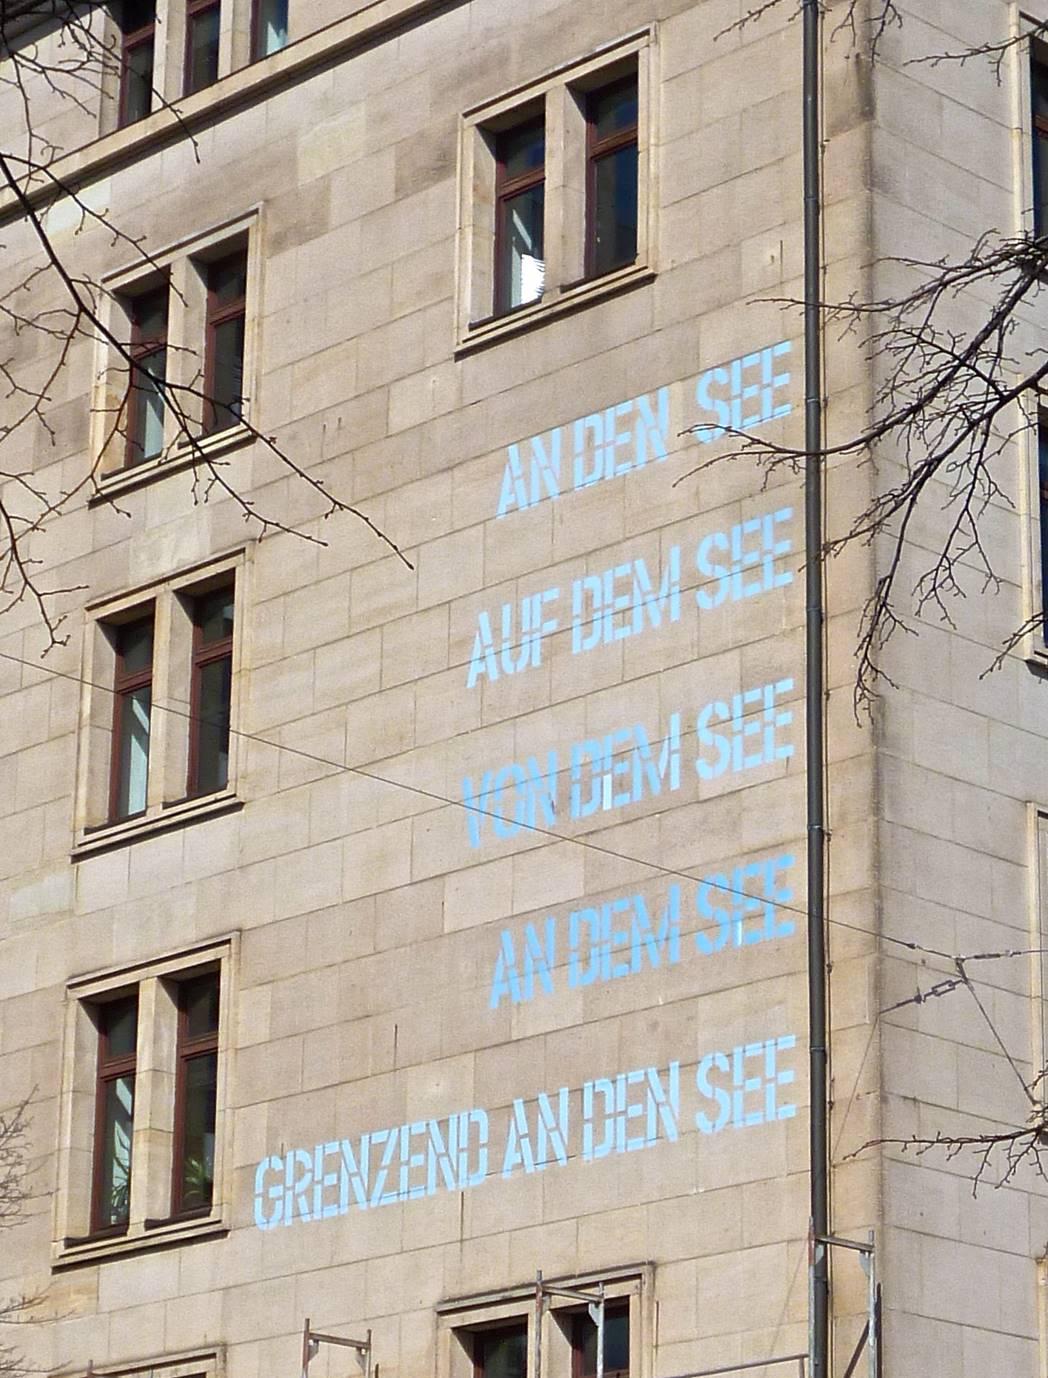 AN DEN SEE
AUF DEM SEE
VON DEM SEE
AN DEM SEE
GRENZEND AN DEN SEE